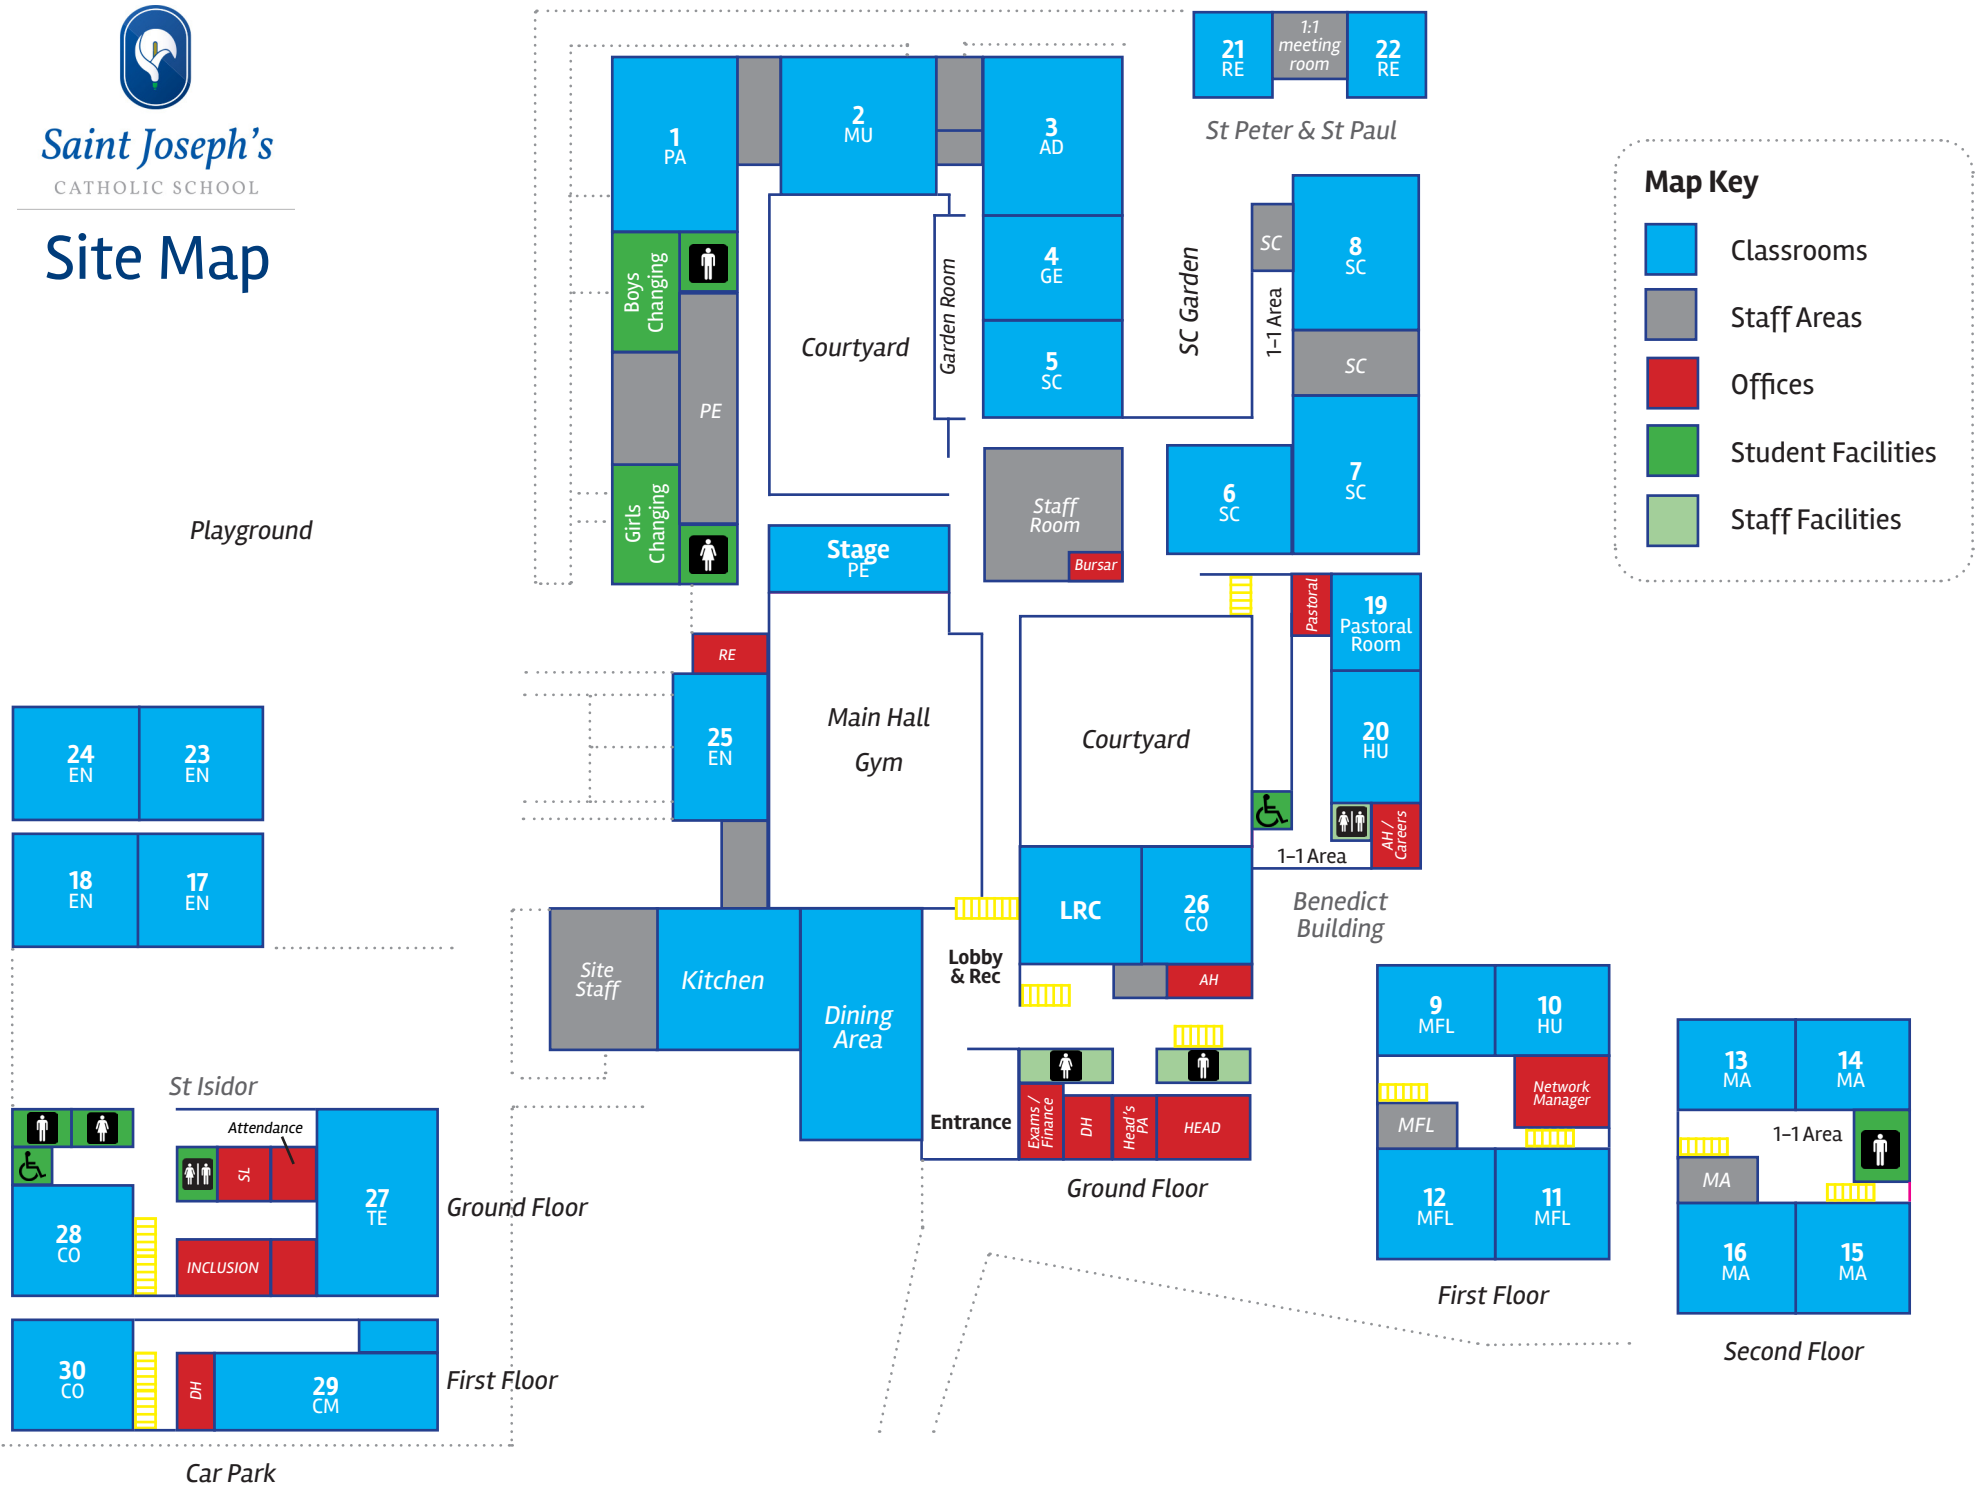 Saint Joseph's
CATHOLIC SCHOOL
Site Map
1
PA
2
MU
3
AD
21
RE
1:1
meeting
room
22
RE
St Peter & St Paul
Map Key
Classrooms
Staff Areas
Offices
Student Facilities
Staff Facilities
Boys
Changing
PE
Girls
Changing
Courtyard
Garden Room
4
GE
5
SC
SC Garden
SC
1-1 Area
8
SC
SC
7
SC
6
SC
Staff
Room
Bursar
Playground
Stage
PE
RE
25
EN
Main Hall
Gym
Courtyard
Pastoral
19
Pastoral
Room
20
HU
AH /
Careers
1-1 Area
Benedict
Building
24
EN
23
EN
18
EN
17
EN
LRC
26
CO
AH
Lobby
& Rec
Site
Staff
Kitchen
Dining
Area
Entrance
Exams /
Finance
DH
Head's
PA
HEAD
Ground Floor
9
MFL
10
HU
Network
Manager
MFL
12
MFL
11
MFL
First Floor
13
MA
14
MA
1-1 Area
MA
16
MA
15
MA
Second Floor
St Isidor
Attendance
SL
27
TE
28
CO
INCLUSION
Ground Floor
30
CO
DH
29
CM
First Floor
Car Park